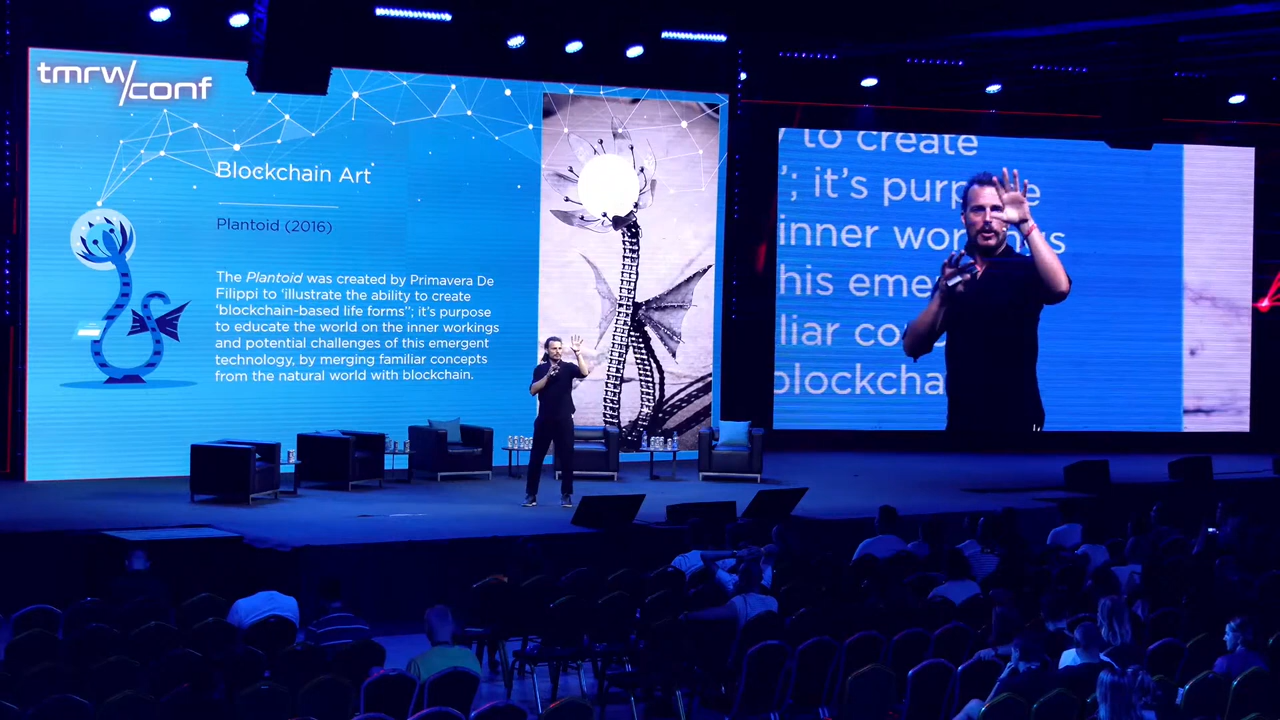 tmrw/conf
Blockchain Art
Plantoid (2016)
The Plantoid was created by Primavera De
Filippi to 'illustrate the ability to create
'blockchain-based life forms''; it's purpose
to educate the world on the inner workings
and potential challenges of this emergent
technology, by merging familiar concepts
from the natural world with blockchain.
to create
'; it's purpose
inner workings
his eme
liar co
blockcha